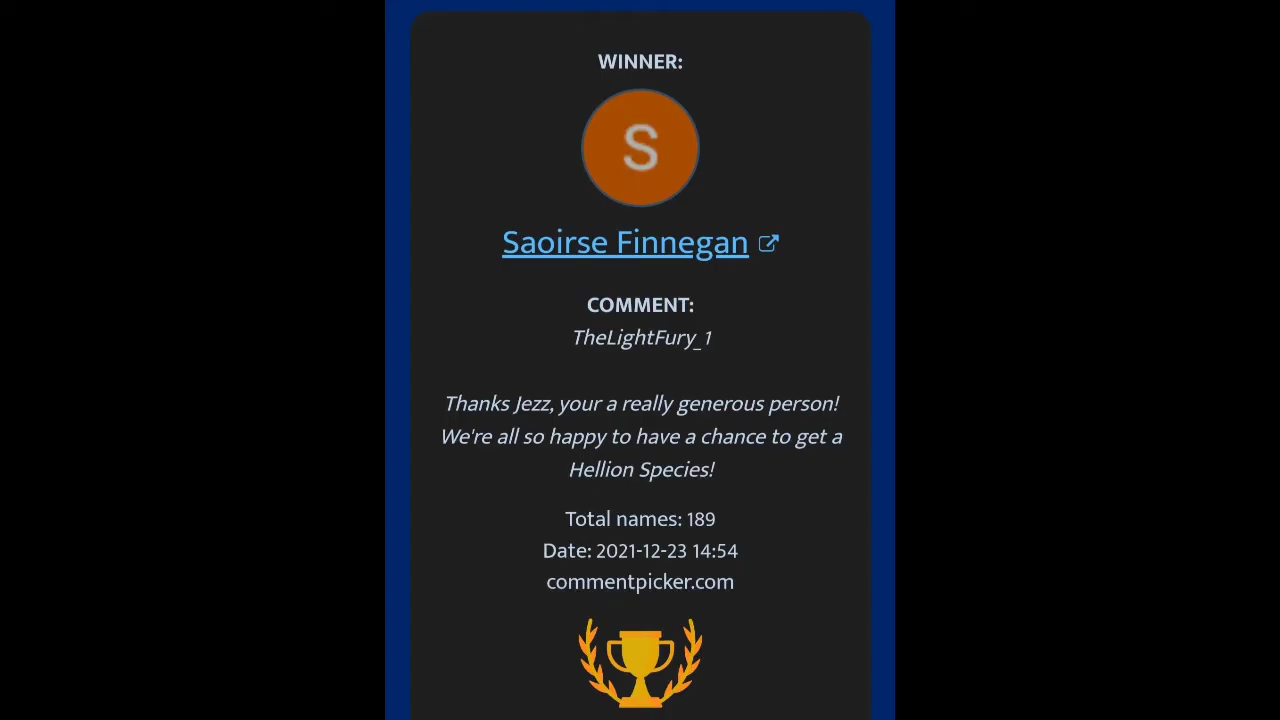 WINNER:
S
Saoirse Finnegan
COMMENT:
TheLightFury_1
Thanks Jezz, your a really generous person!
We're all so happy to have a chance to get a
Hellion Species!
Total names: 189
Date: 2021-12-23 14:54
commentpicker.com